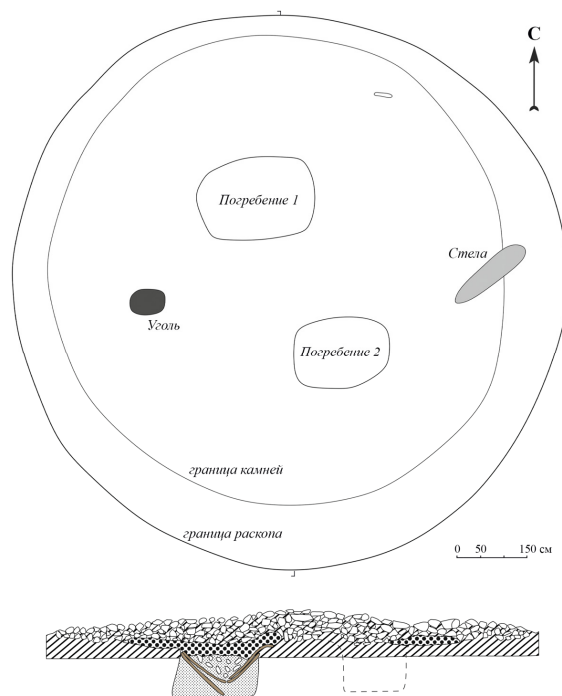 С
Погребение 1
Стела
Уголь
Погребение 2
граница камней
граница раскопа
0 50 150 см